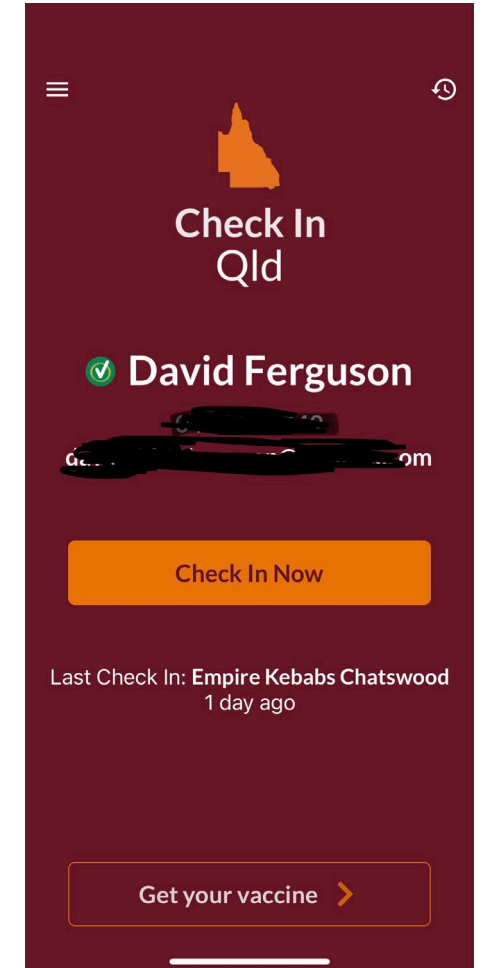 Check In
Qld
David Ferguson
Check In Now
Last Check In: Empire Kebabs Chatswood
1 day ago
Get your vaccine